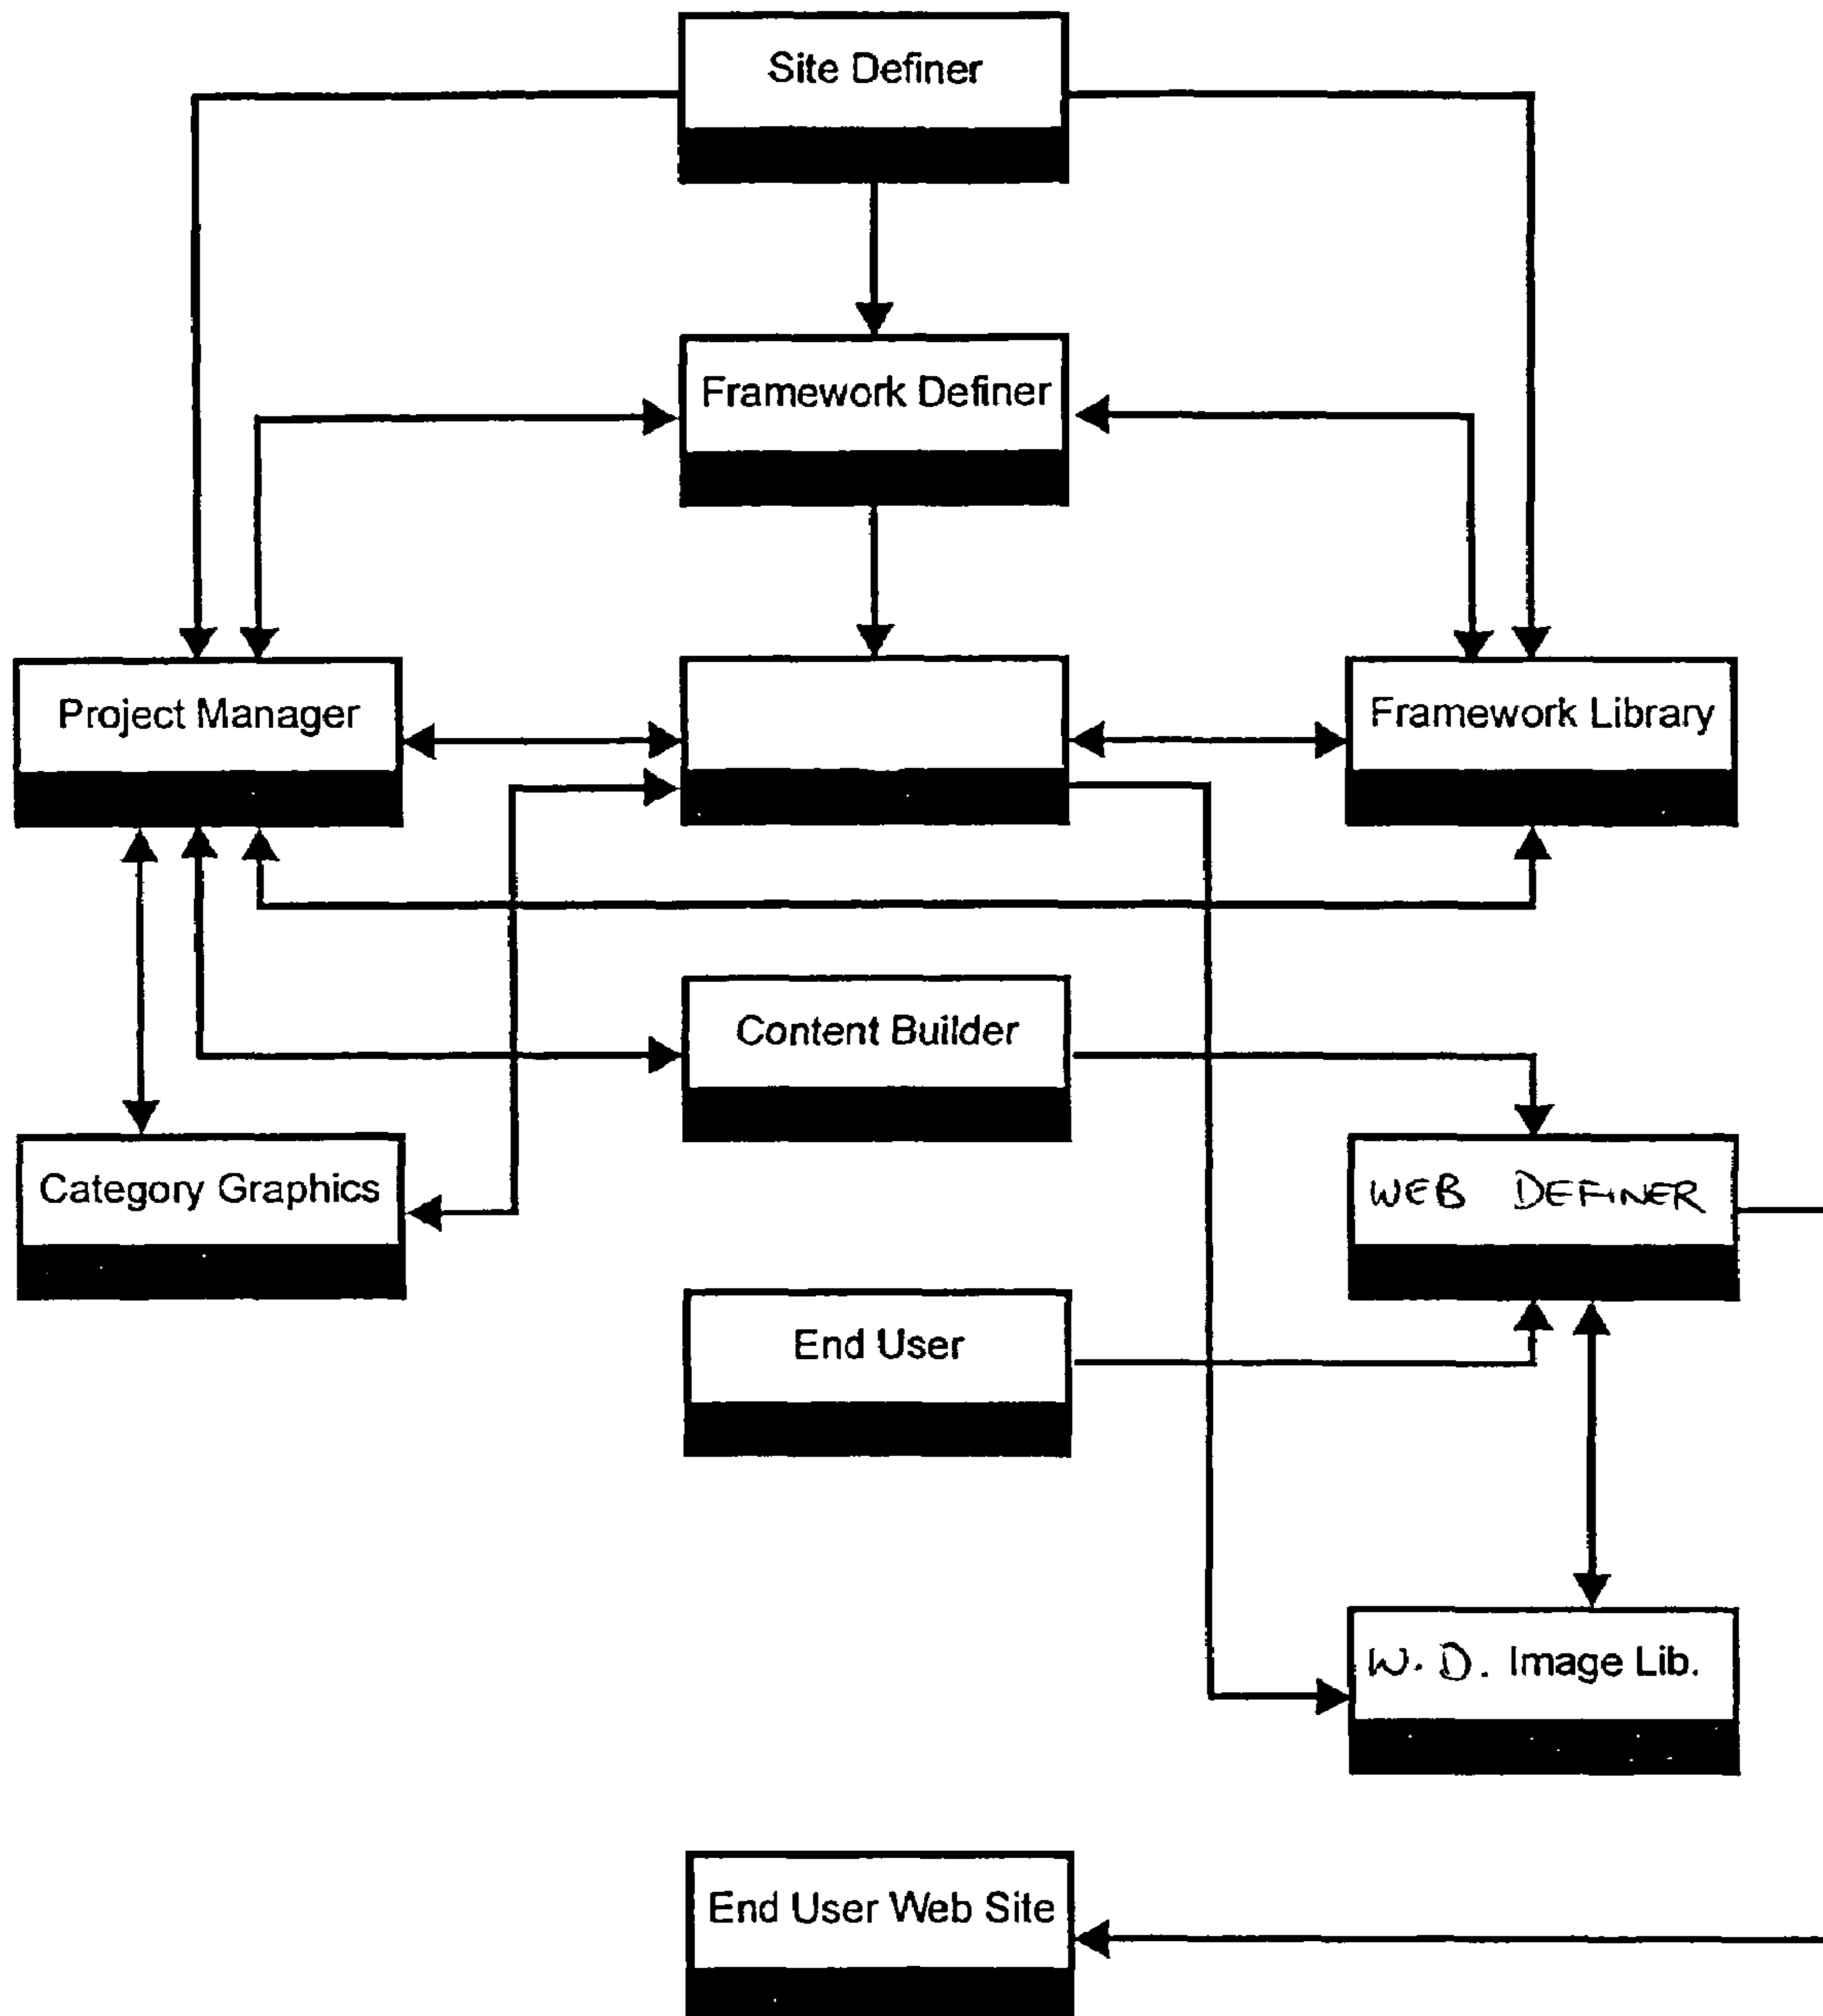 Site Definer
Framework Definer
Project Manager
Framework Library
Content Builder
Category Graphics
WEB DEFINER
End User
W.D. Image Lib.
End User Web Site